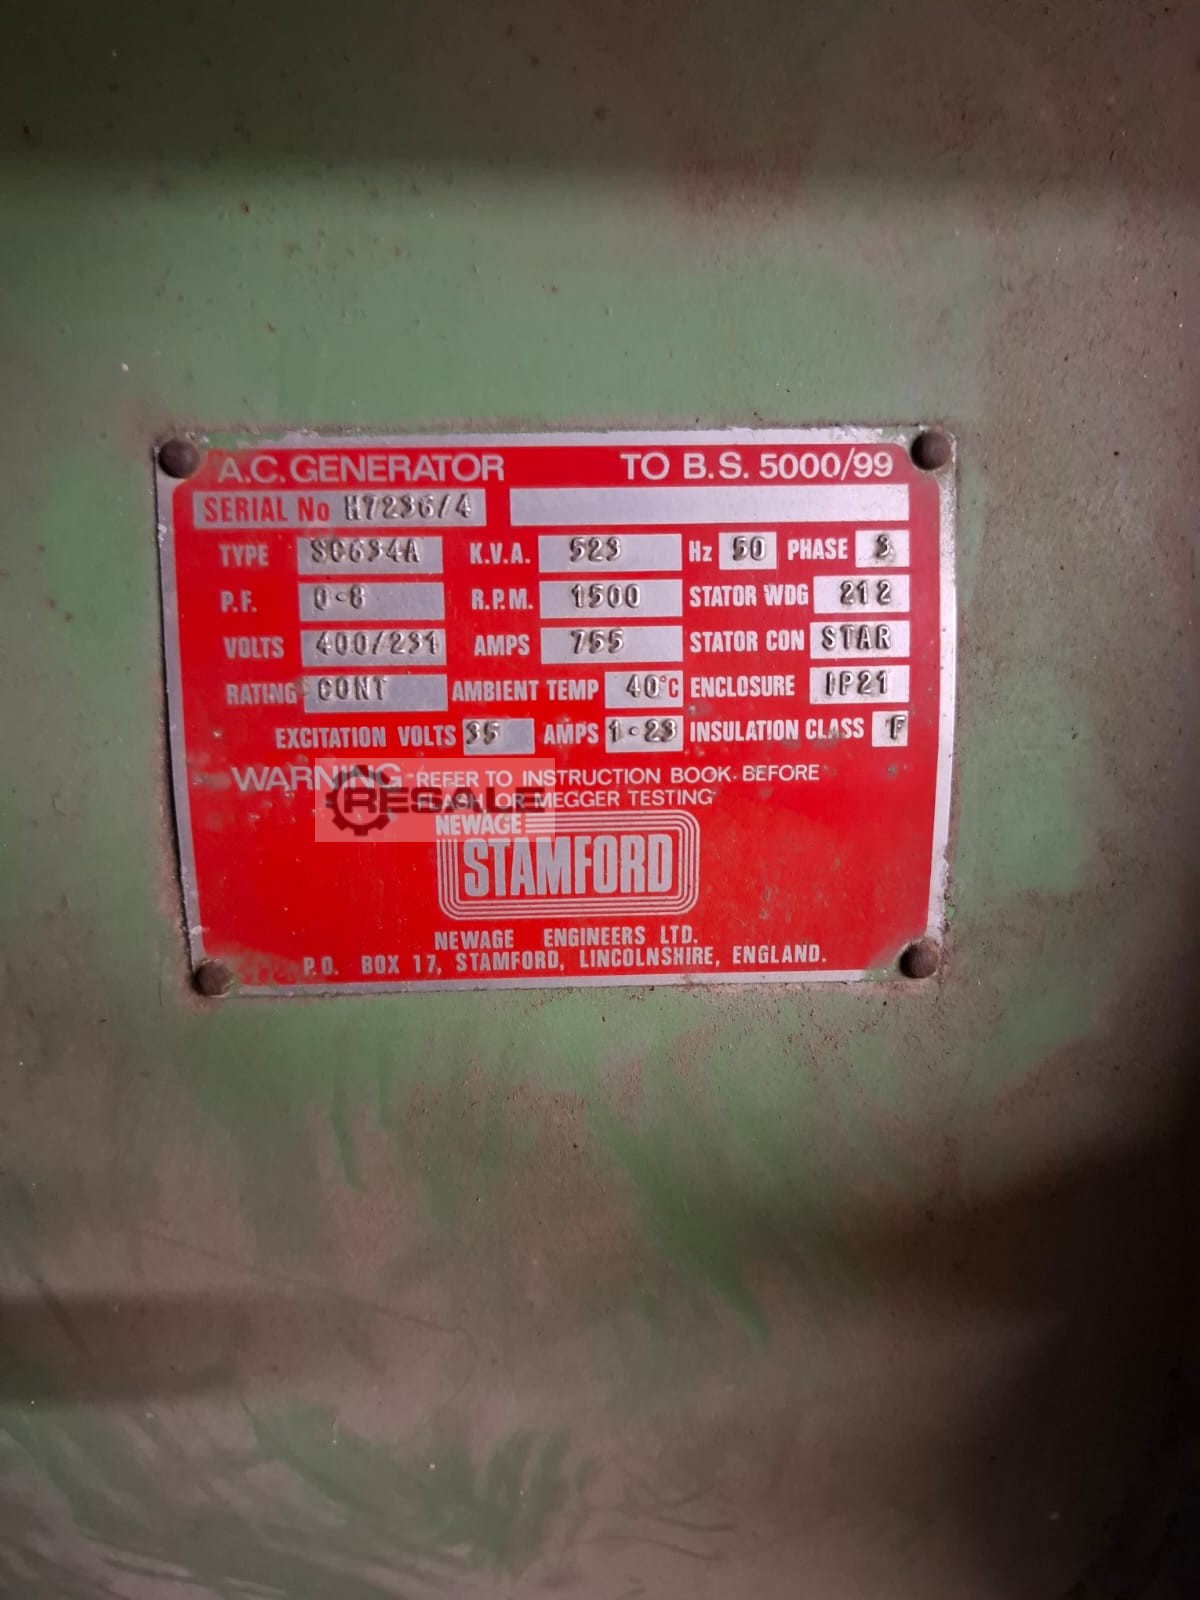 A.C. GENERATOR TO B.S. 5000/99
SERIAL No H7236/4
TYPE SC634A K.V.A. 523 Hz 50 PHASE 3
P.F. 0-8 R.P.M. 1500 STATOR WDG 212
VOLTS 400/231 AMPS 755 STATOR CON STAR
RATING CONT AMBIENT TEMP 40°C ENCLOSURE IP21
EXCITATION VOLTS 35 AMPS 1-23 INSULATION CLASS F
WARNING - REFER TO INSTRUCTION BOOK BEFORE
FLASH OR MEGGER TESTING
RESALE
NEWAGE
STAMFORD
NEWAGE ENGINEERS LTD.
P.O. BOX 17, STAMFORD, LINCOLNSHIRE, ENGLAND.